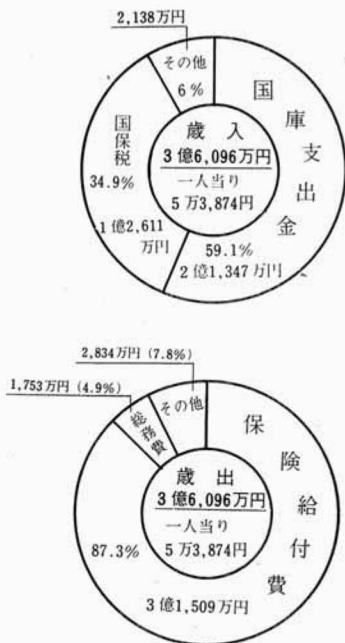 2,138万円
その他
6%
国庫支出金
国保税
34.9%
1億2,611
万円
歳入
3億6,096万円
一人当り
5万3,874円
59.1%
2億1,347万円
2,834万円(7.8%)
1,753万円(4.9%)
その他
総務費
保険給付費
歳出
3億6,096万円
一人当り
5万3,874円
87.3%
3億1,509万円